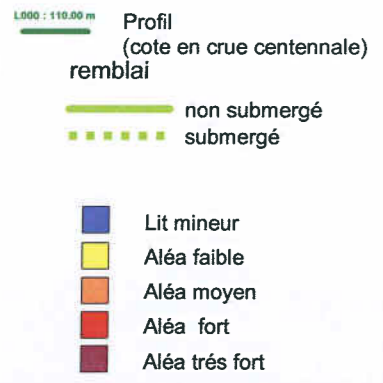 L000 : 110.00 m
Profil
(cote en crue centennale)
remblai
non submergé
submergé
Lit mineur
Aléa faible
Aléa moyen
Aléa fort
Aléa trés fort